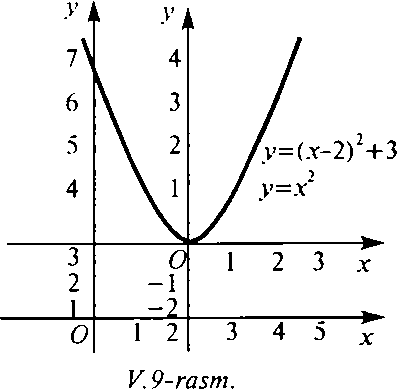 y y
7 4
6 3
5 2
y=(x-2)²+3
4 1
y=x²
3 O 1 2 3 x
2 -1
1 -2
O 1 2 3 4 5 x
V.9-rasm.